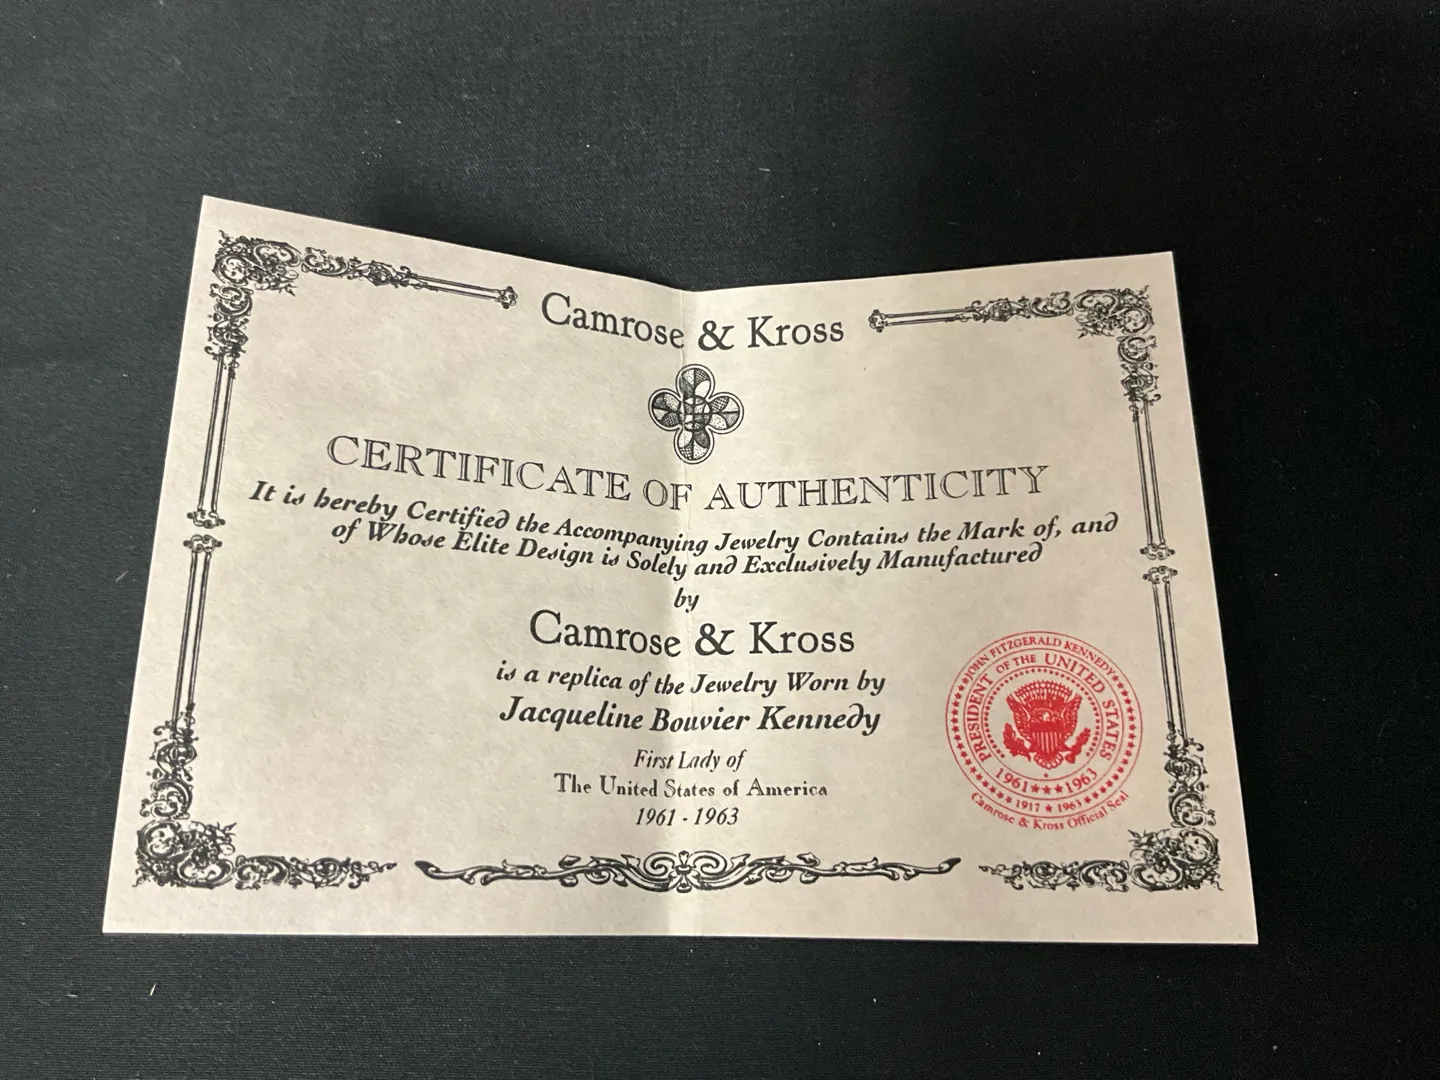 Camrose & Kross
CERTIFICATE OF AUTHENTICITY
It is hereby Certified the Accompanying Jewelry Contains the Mark of, and
of Whose Elite Design is Solely and Exclusively Manufactured
by
Camrose & Kross
is a replica of the Jewelry Worn by
Jacqueline Bouvier Kennedy
First Lady of
The United States of America
1961 - 1963
JOHN FITZGERALD KENNEDY
PRESIDENT OF THE UNITED STATES
1961 ★★★ 1963
1917 ★ 1963
Camrose & Kross Official Seal